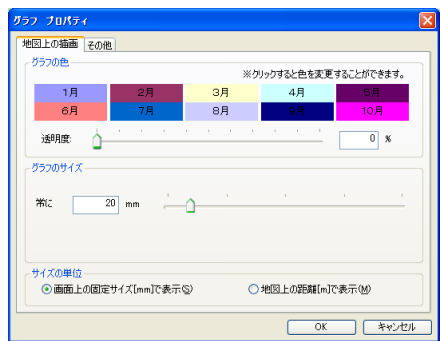 グラフ プロパティ
地図上の描画 その他
グラフの色
※クリックすると色を変更することができます。
1月 2月 3月 4月 5月
6月 7月 8月 9月 10月
透明度: 0 %
グラフのサイズ
常に 20 mm
サイズの単位
画面上の固定サイズ[mm]で表示(S) 地図上の距離[m]で表示(M)
OK キャンセル